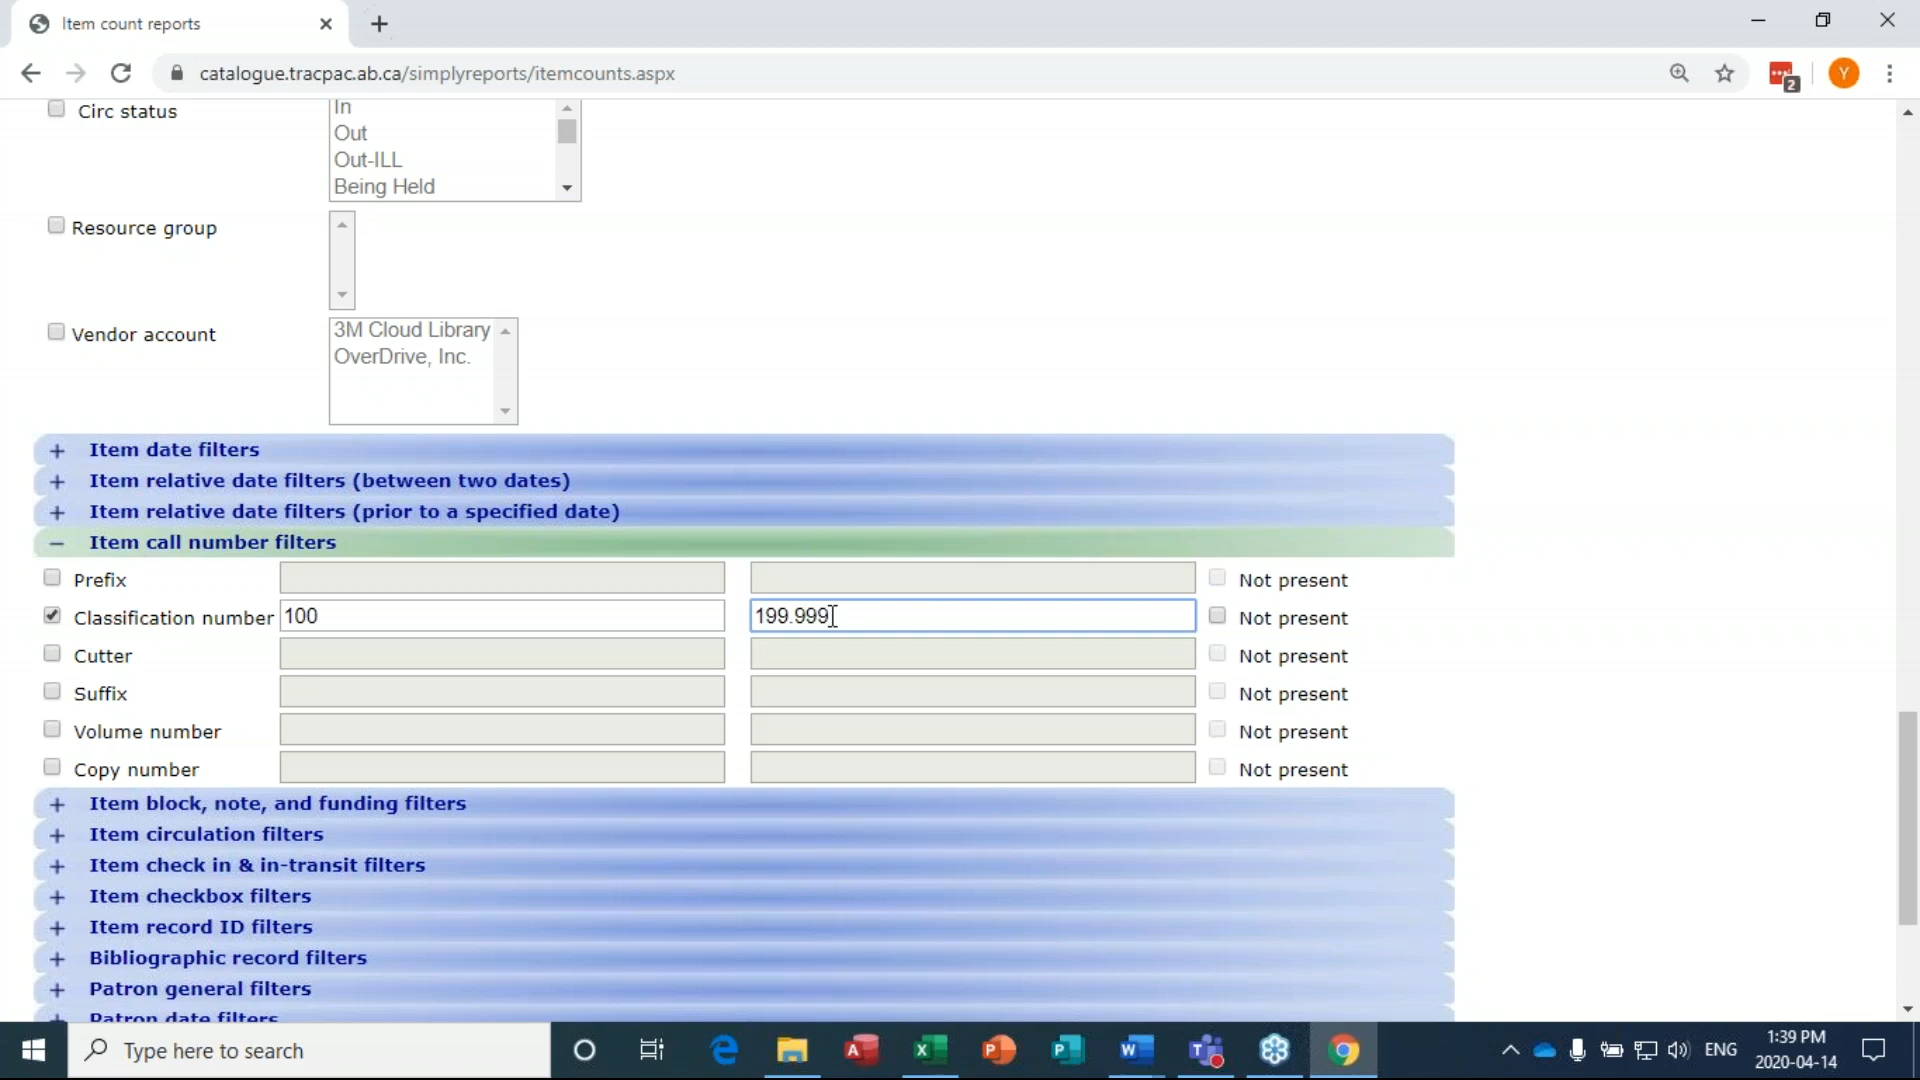 Item count reports
catalogue.tracpac.ab.ca/simplyreports/itemcounts.aspx
2
Y
Circ status
In
Out
Out-ILL
Being Held
Resource group
Vendor account
3M Cloud Library
OverDrive, Inc.
+ Item date filters
+ Item relative date filters (between two dates)
+ Item relative date filters (prior to a specified date)
− Item call number filters
Prefix Not present
Classification number 100 199.999 Not present
Cutter Not present
Suffix Not present
Volume number Not present
Copy number Not present
+ Item block, note, and funding filters
+ Item circulation filters
+ Item check in & in-transit filters
+ Item checkbox filters
+ Item record ID filters
+ Bibliographic record filters
+ Patron general filters
+ Patron date filters
Type here to search
ENG
1:39 PM
2020-04-14